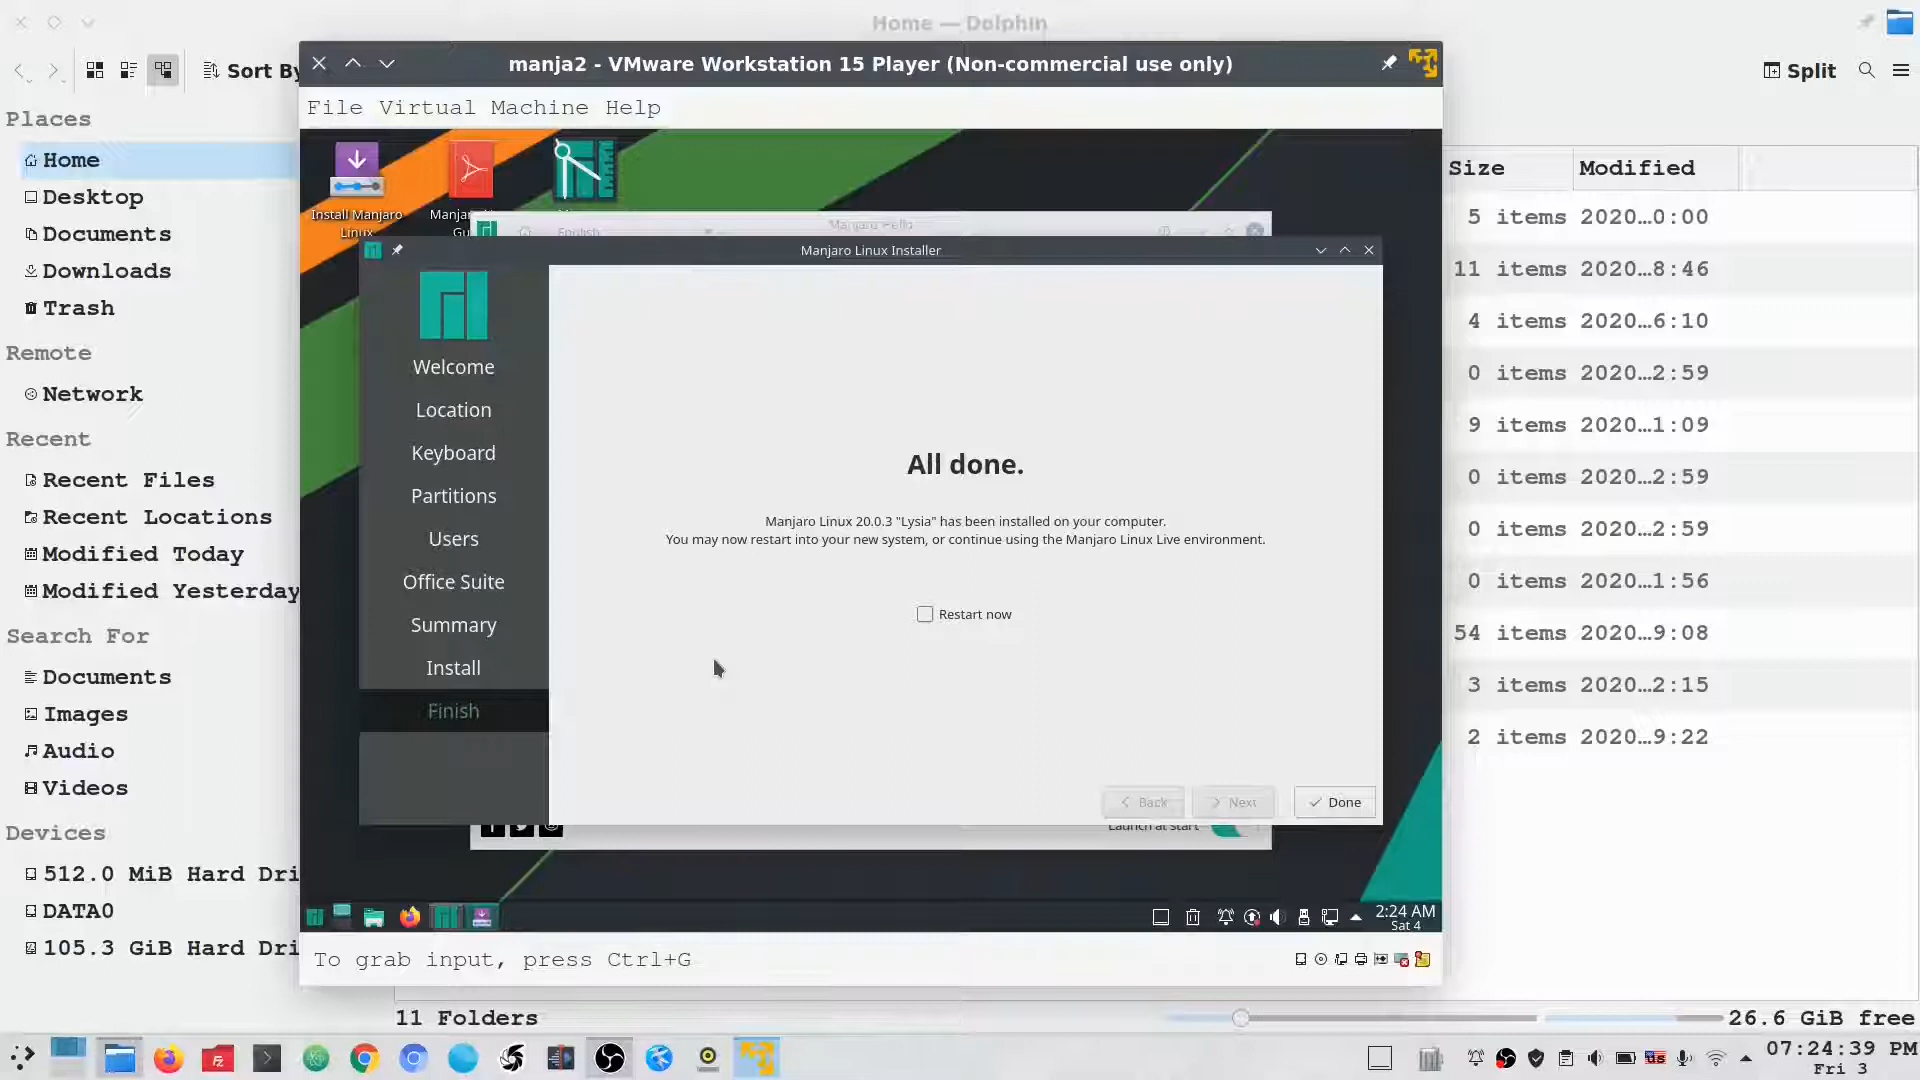 Home — Dolphin
Sort By
Split
Places
Home
Desktop
Documents
Downloads
Trash
Remote
Network
Recent
Recent Files
Recent Locations
Modified Today
Modified Yesterday
Search For
Documents
Images
Audio
Videos
Devices
512.0 MiB Hard Dri
DATA0
105.3 GiB Hard Dri
manja2 - VMware Workstation 15 Player (Non-commercial use only)
File Virtual Machine Help
Install Manjaro
Linux
Manjaro Hello
English
Manjaro Linux Installer
Welcome
Location
Keyboard
Partitions
Users
Office Suite
Summary
Install
Finish
All done.
Manjaro Linux 20.0.3 "Lysia" has been installed on your computer.
You may now restart into your new system, or continue using the Manjaro Linux Live environment.
Restart now
Back
Next
Done
Launch at start
2:24 AM
Sat 4
To grab input, press Ctrl+G
Size Modified
5 items 2020…0:00
11 items 2020…8:46
4 items 2020…6:10
0 items 2020…2:59
9 items 2020…1:09
0 items 2020…2:59
0 items 2020…2:59
0 items 2020…1:56
54 items 2020…9:08
3 items 2020…2:15
2 items 2020…9:22
11 Folders
26.6 GiB free
us
07:24:39 PM
Fri 3